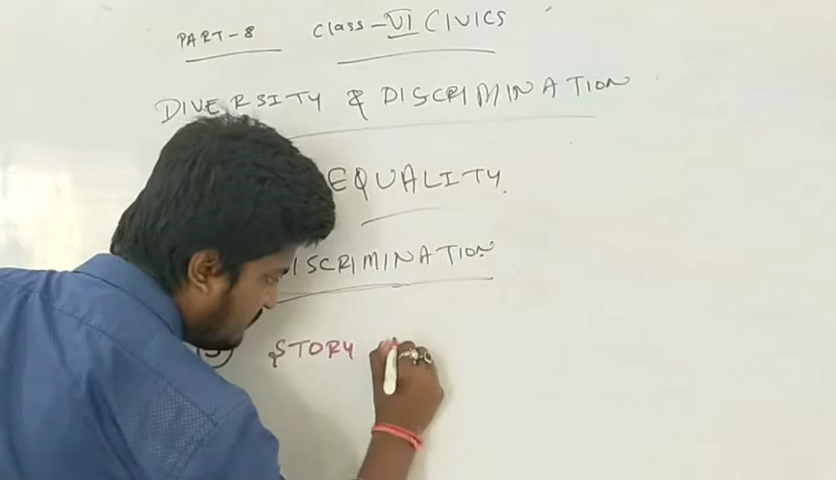 PART-8 Class-VI CIVICS
DIVERSITY & DISCRIMINATION
EQUALITY.
ISCRIMINATION
STORY